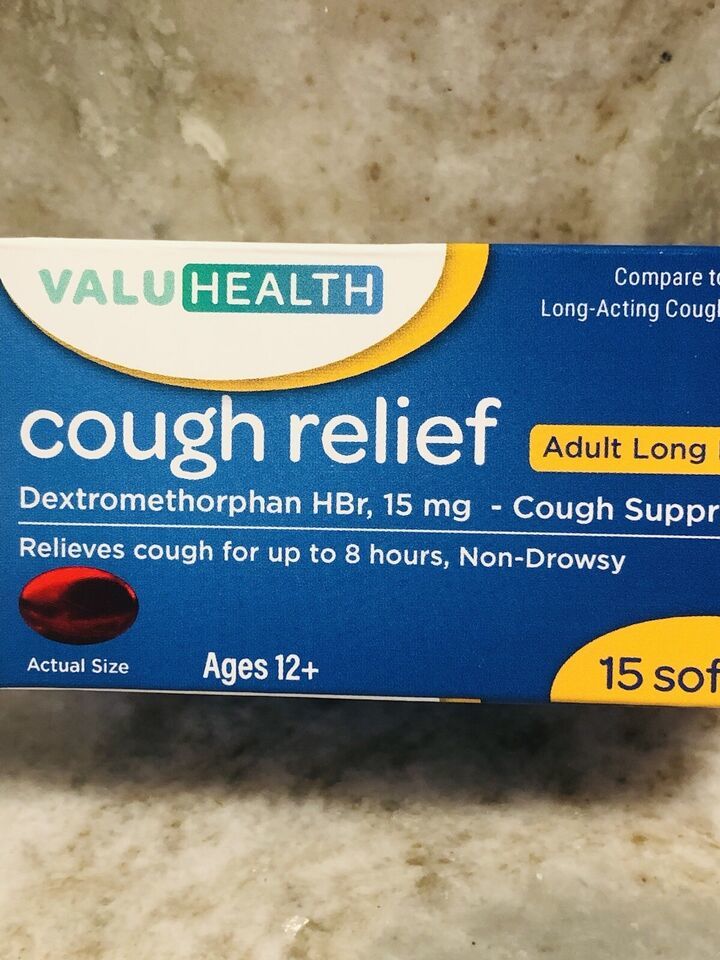 VALUHEALTH
Compare
Long-Acting
cough relief
Adult Long
Dextromethorphan HBr, 15 mg - Cough
Relieves cough for up to 8 hours, Non-Drowsy
Actual Size
Ages 12+
15